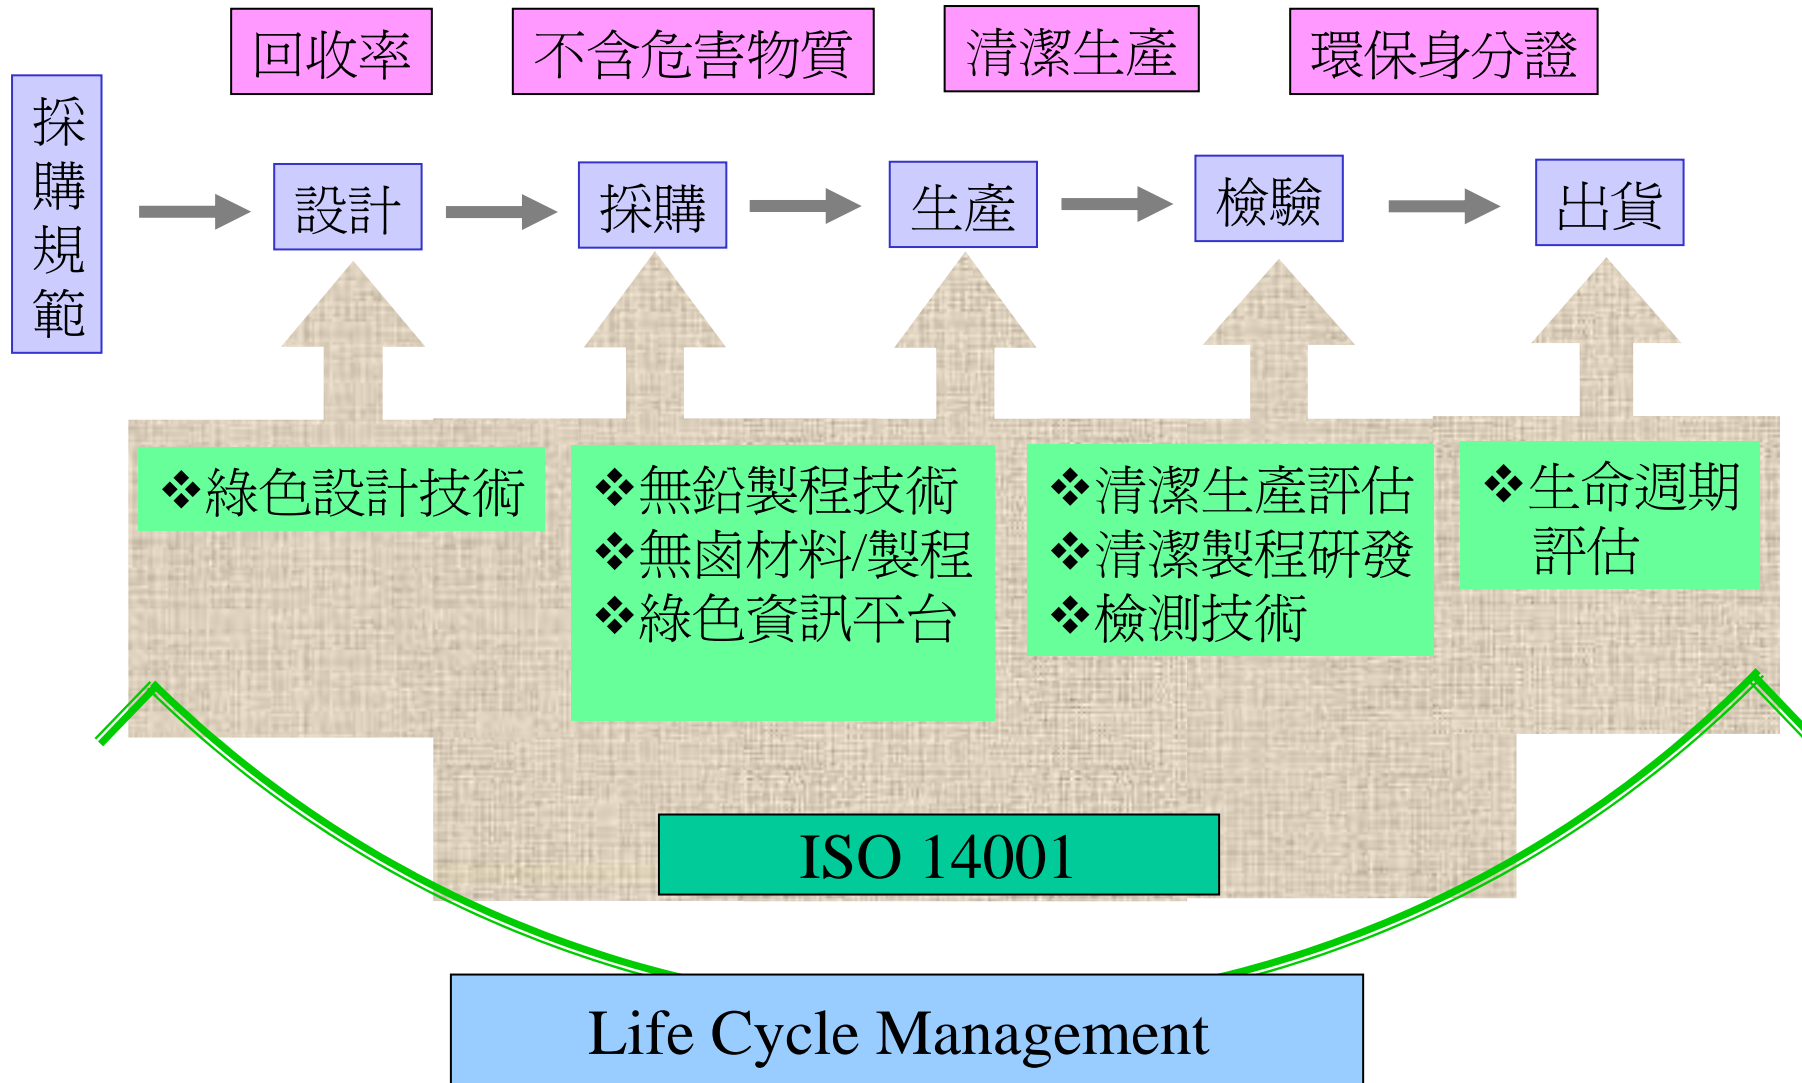 回收率
不含危害物質
清潔生產
環保身分證
採購規範
設計
採購
生產
檢驗
出貨
❖綠色設計技術
❖無鉛製程技術
❖無鹵材料/製程
❖綠色資訊平台
❖清潔生產評估
❖清潔製程研發
❖檢測技術
❖生命週期
評估
ISO 14001
Life Cycle Management